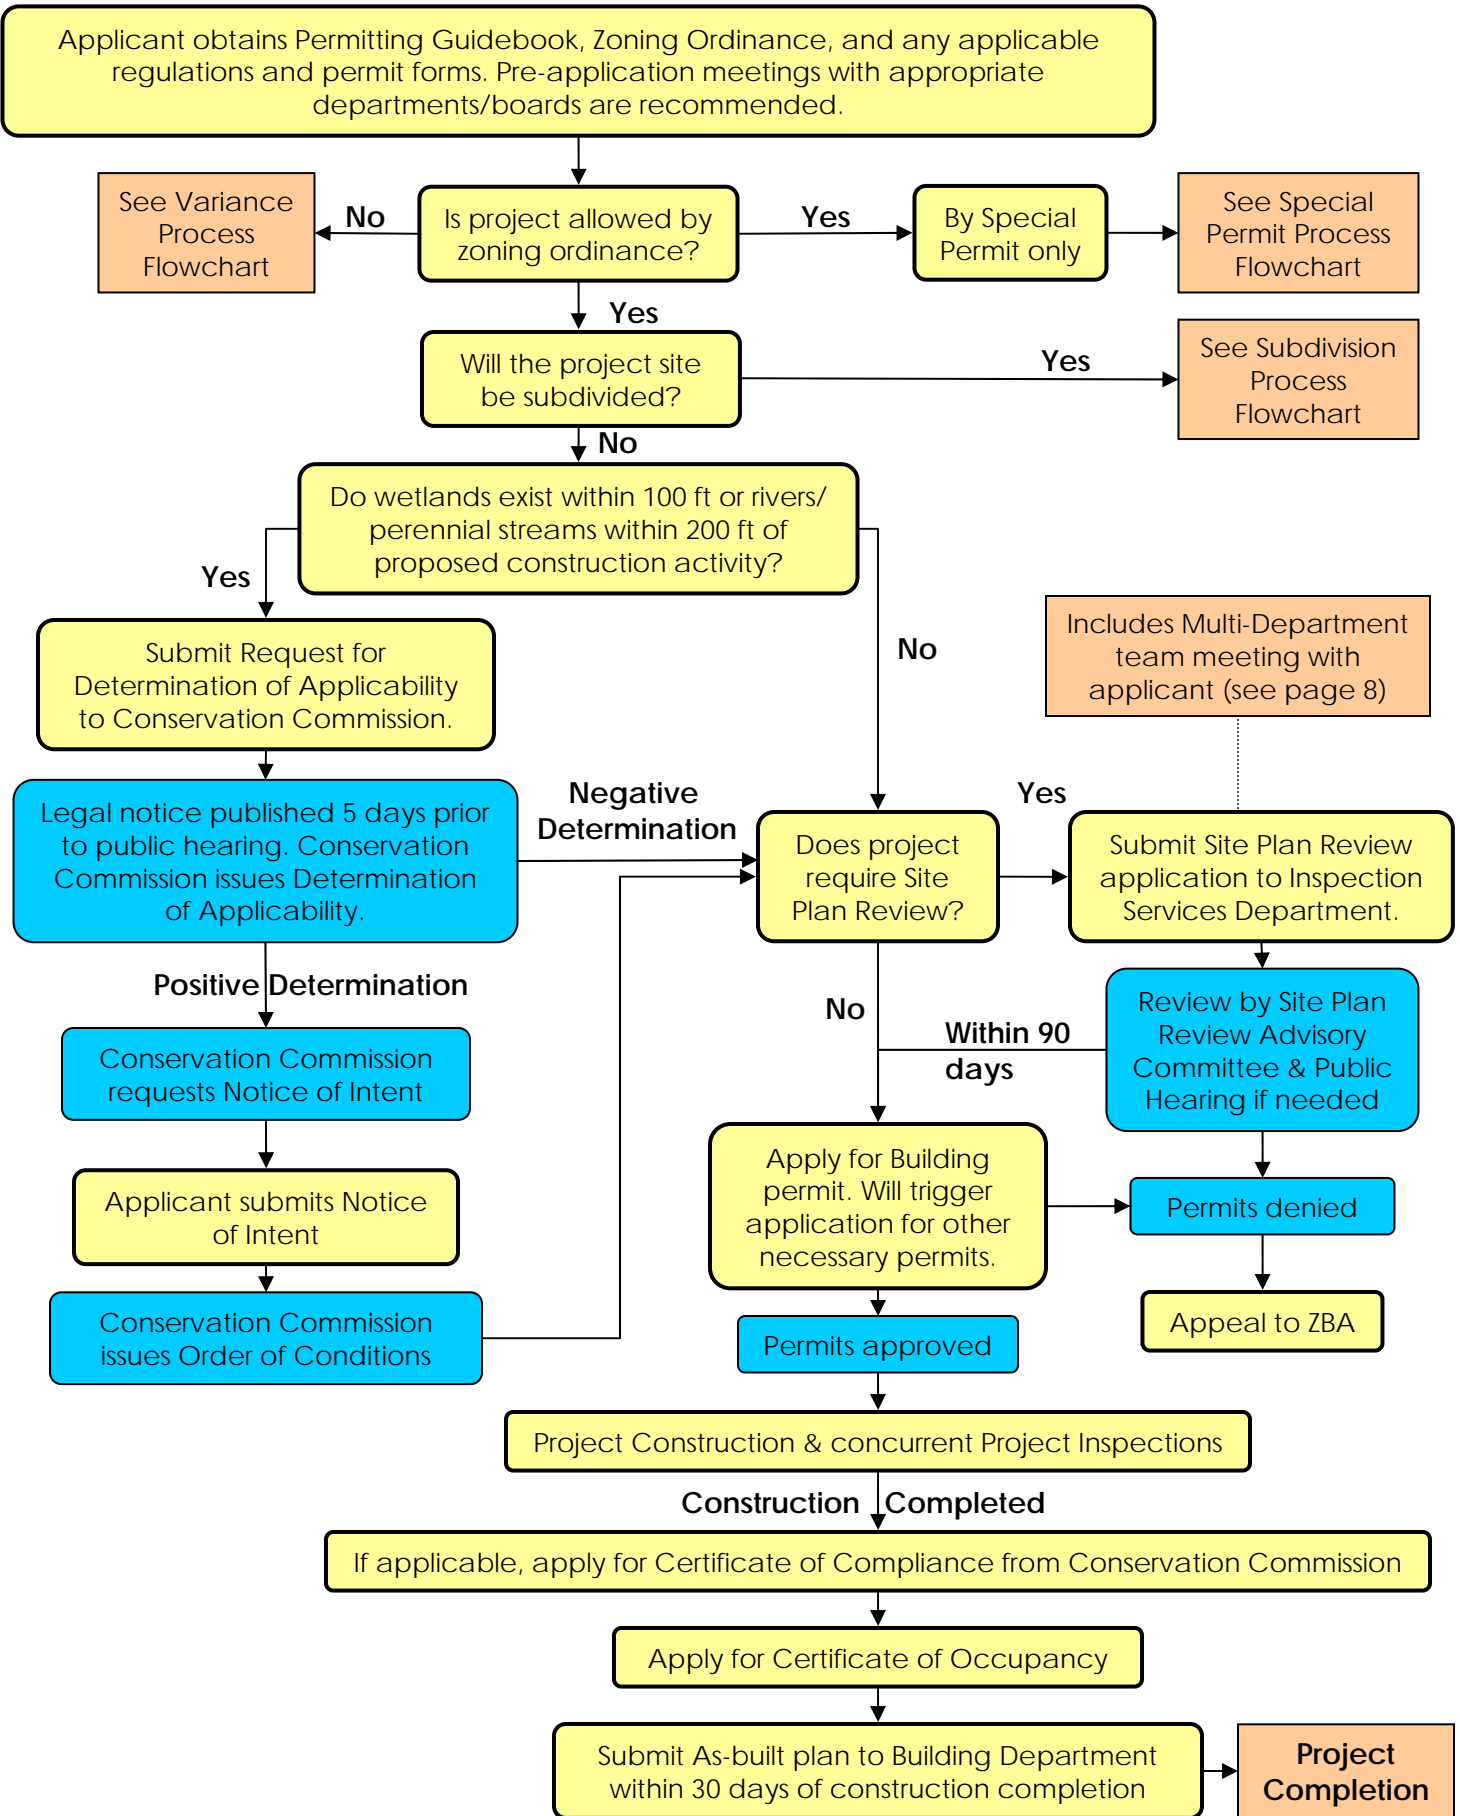 Applicant obtains Permitting Guidebook, Zoning Ordinance, and any applicable
regulations and permit forms. Pre-application meetings with appropriate
departments/boards are recommended.
See Variance
Process
Flowchart
No
Is project allowed by
zoning ordinance?
Yes
By Special
Permit only
See Special
Permit Process
Flowchart
Yes
Will the project site
be subdivided?
Yes
See Subdivision
Process
Flowchart
No
Do wetlands exist within 100 ft or rivers/
perennial streams within 200 ft of
proposed construction activity?
Yes
No
Submit Request for
Determination of Applicability
to Conservation Commission.
Includes Multi-Department
team meeting with
applicant (see page 8)
Legal notice published 5 days prior
to public hearing. Conservation
Commission issues Determination
of Applicability.
Negative
Determination
Does project
require Site
Plan Review?
Yes
Submit Site Plan Review
application to Inspection
Services Department.
Positive Determination
No
Within 90
days
Review by Site Plan
Review Advisory
Committee & Public
Hearing if needed
Conservation Commission
requests Notice of Intent
Applicant submits Notice
of Intent
Conservation Commission
issues Order of Conditions
Apply for Building
permit. Will trigger
application for other
necessary permits.
Permits denied
Appeal to ZBA
Permits approved
Project Construction & concurrent Project Inspections
Construction Completed
If applicable, apply for Certificate of Compliance from Conservation Commission
Apply for Certificate of Occupancy
Submit As-built plan to Building Department
within 30 days of construction completion
Project
Completion